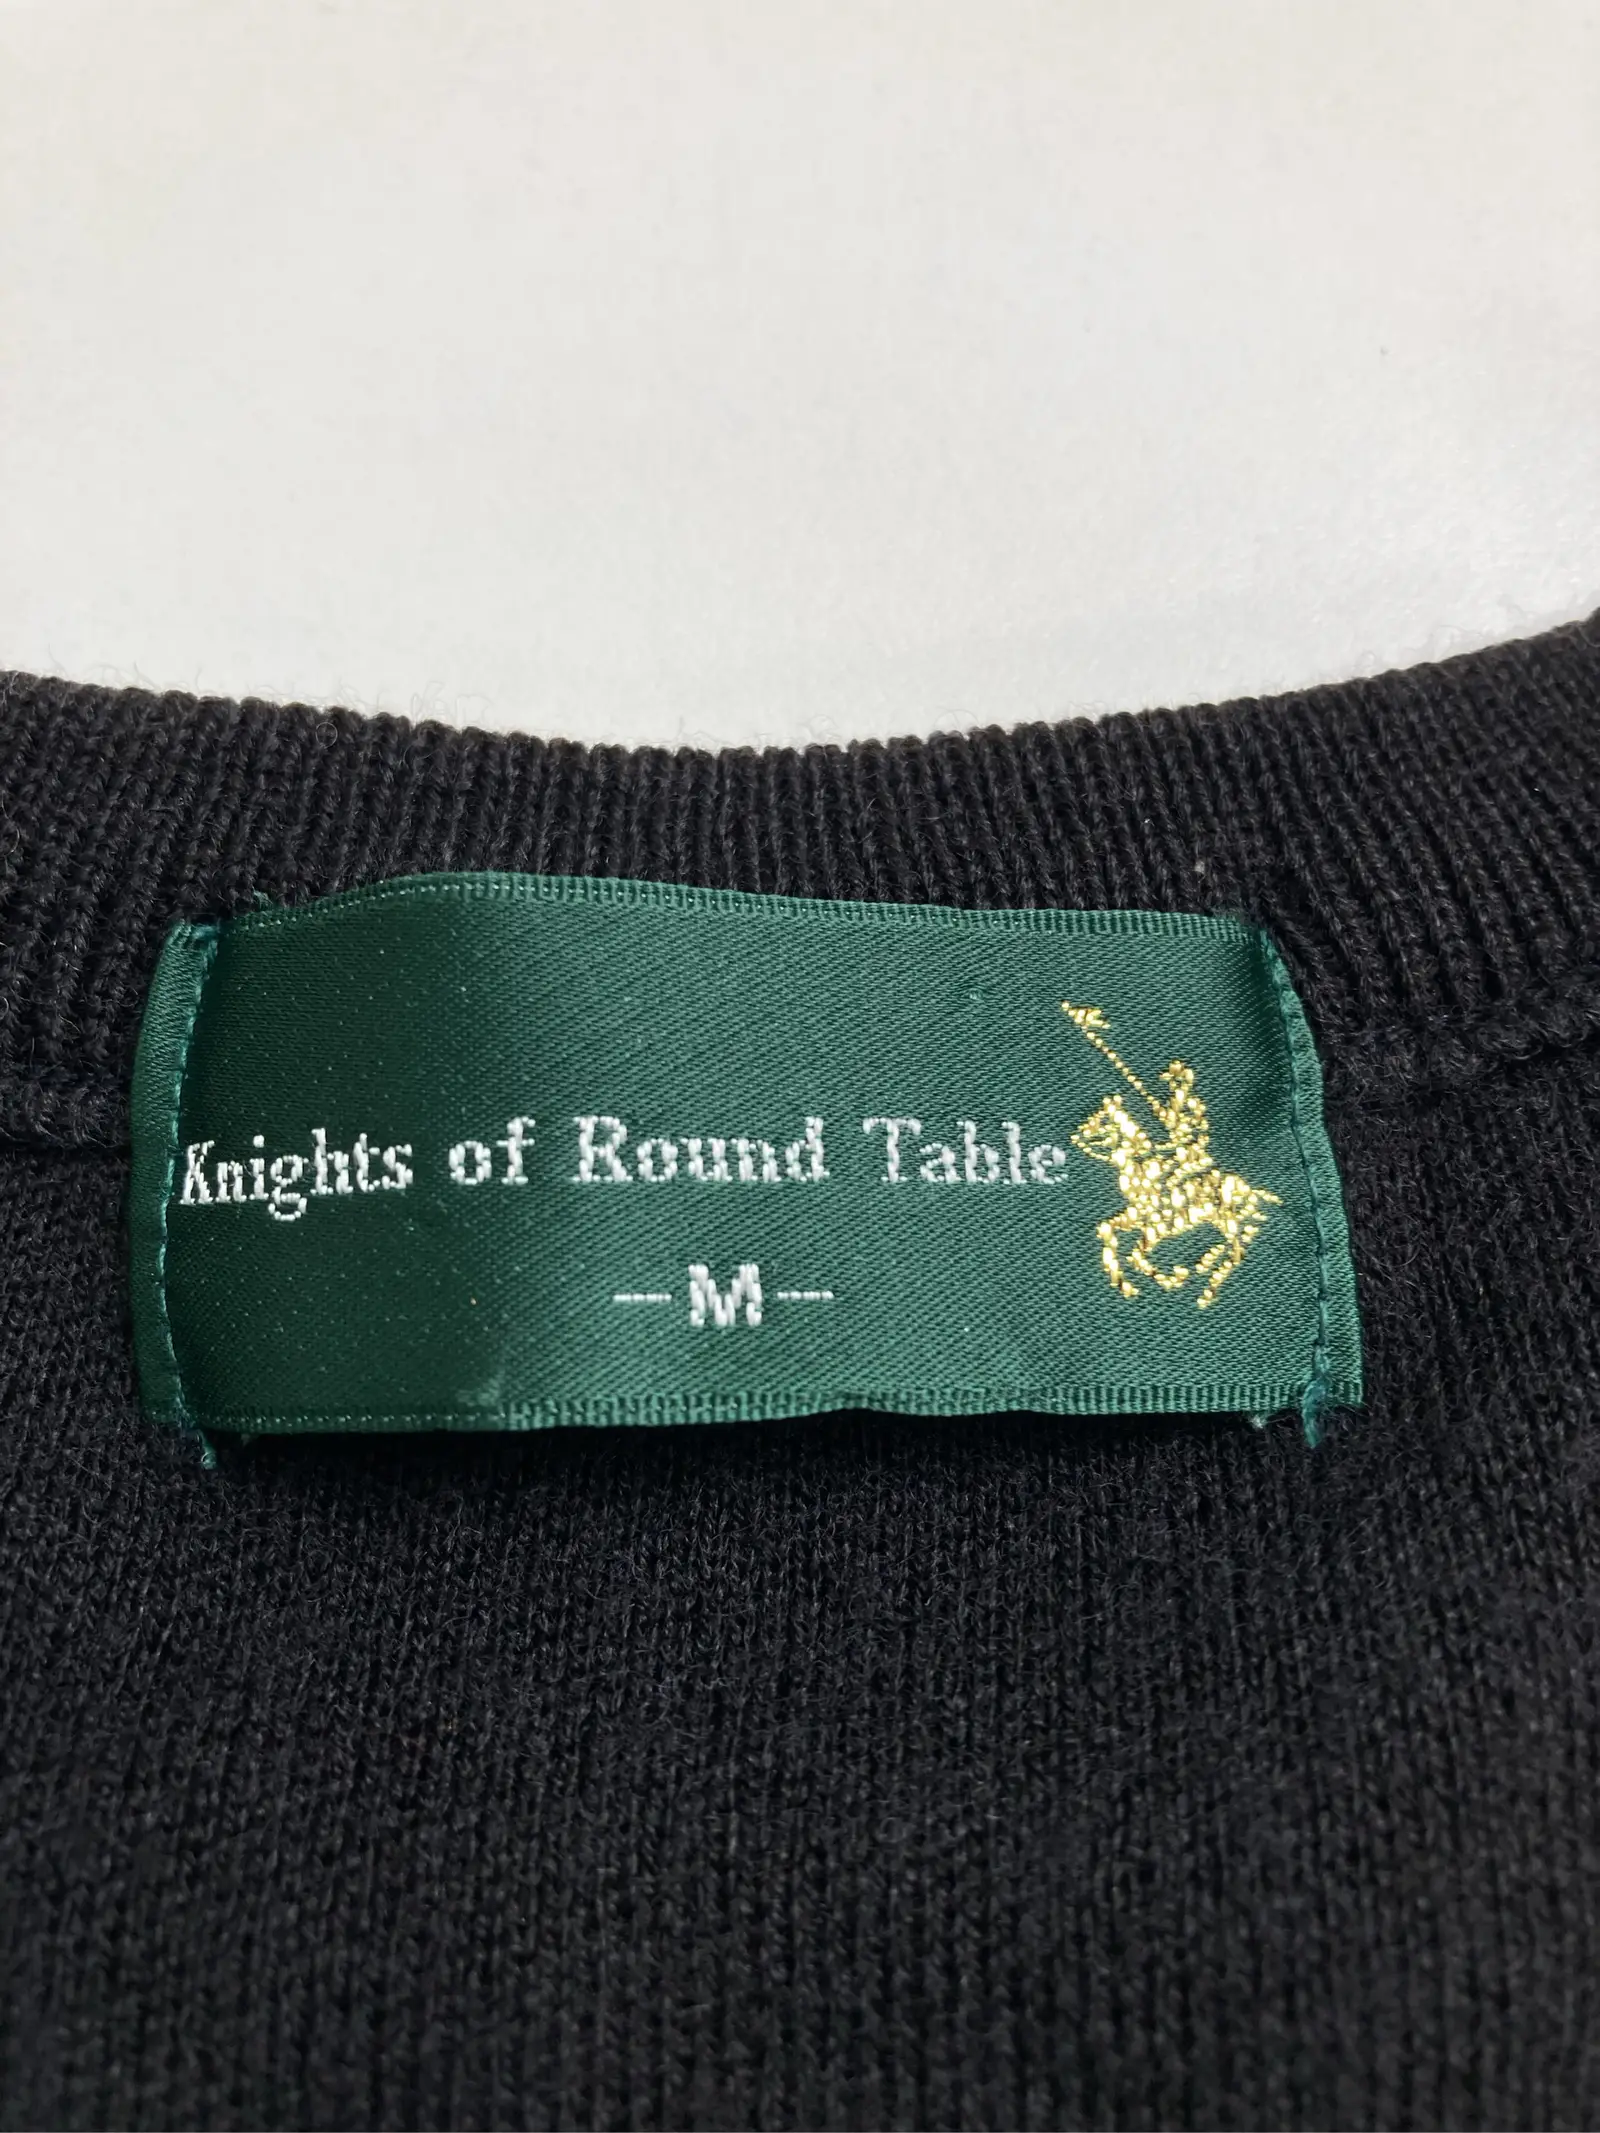 Knights of Round Table
—M—